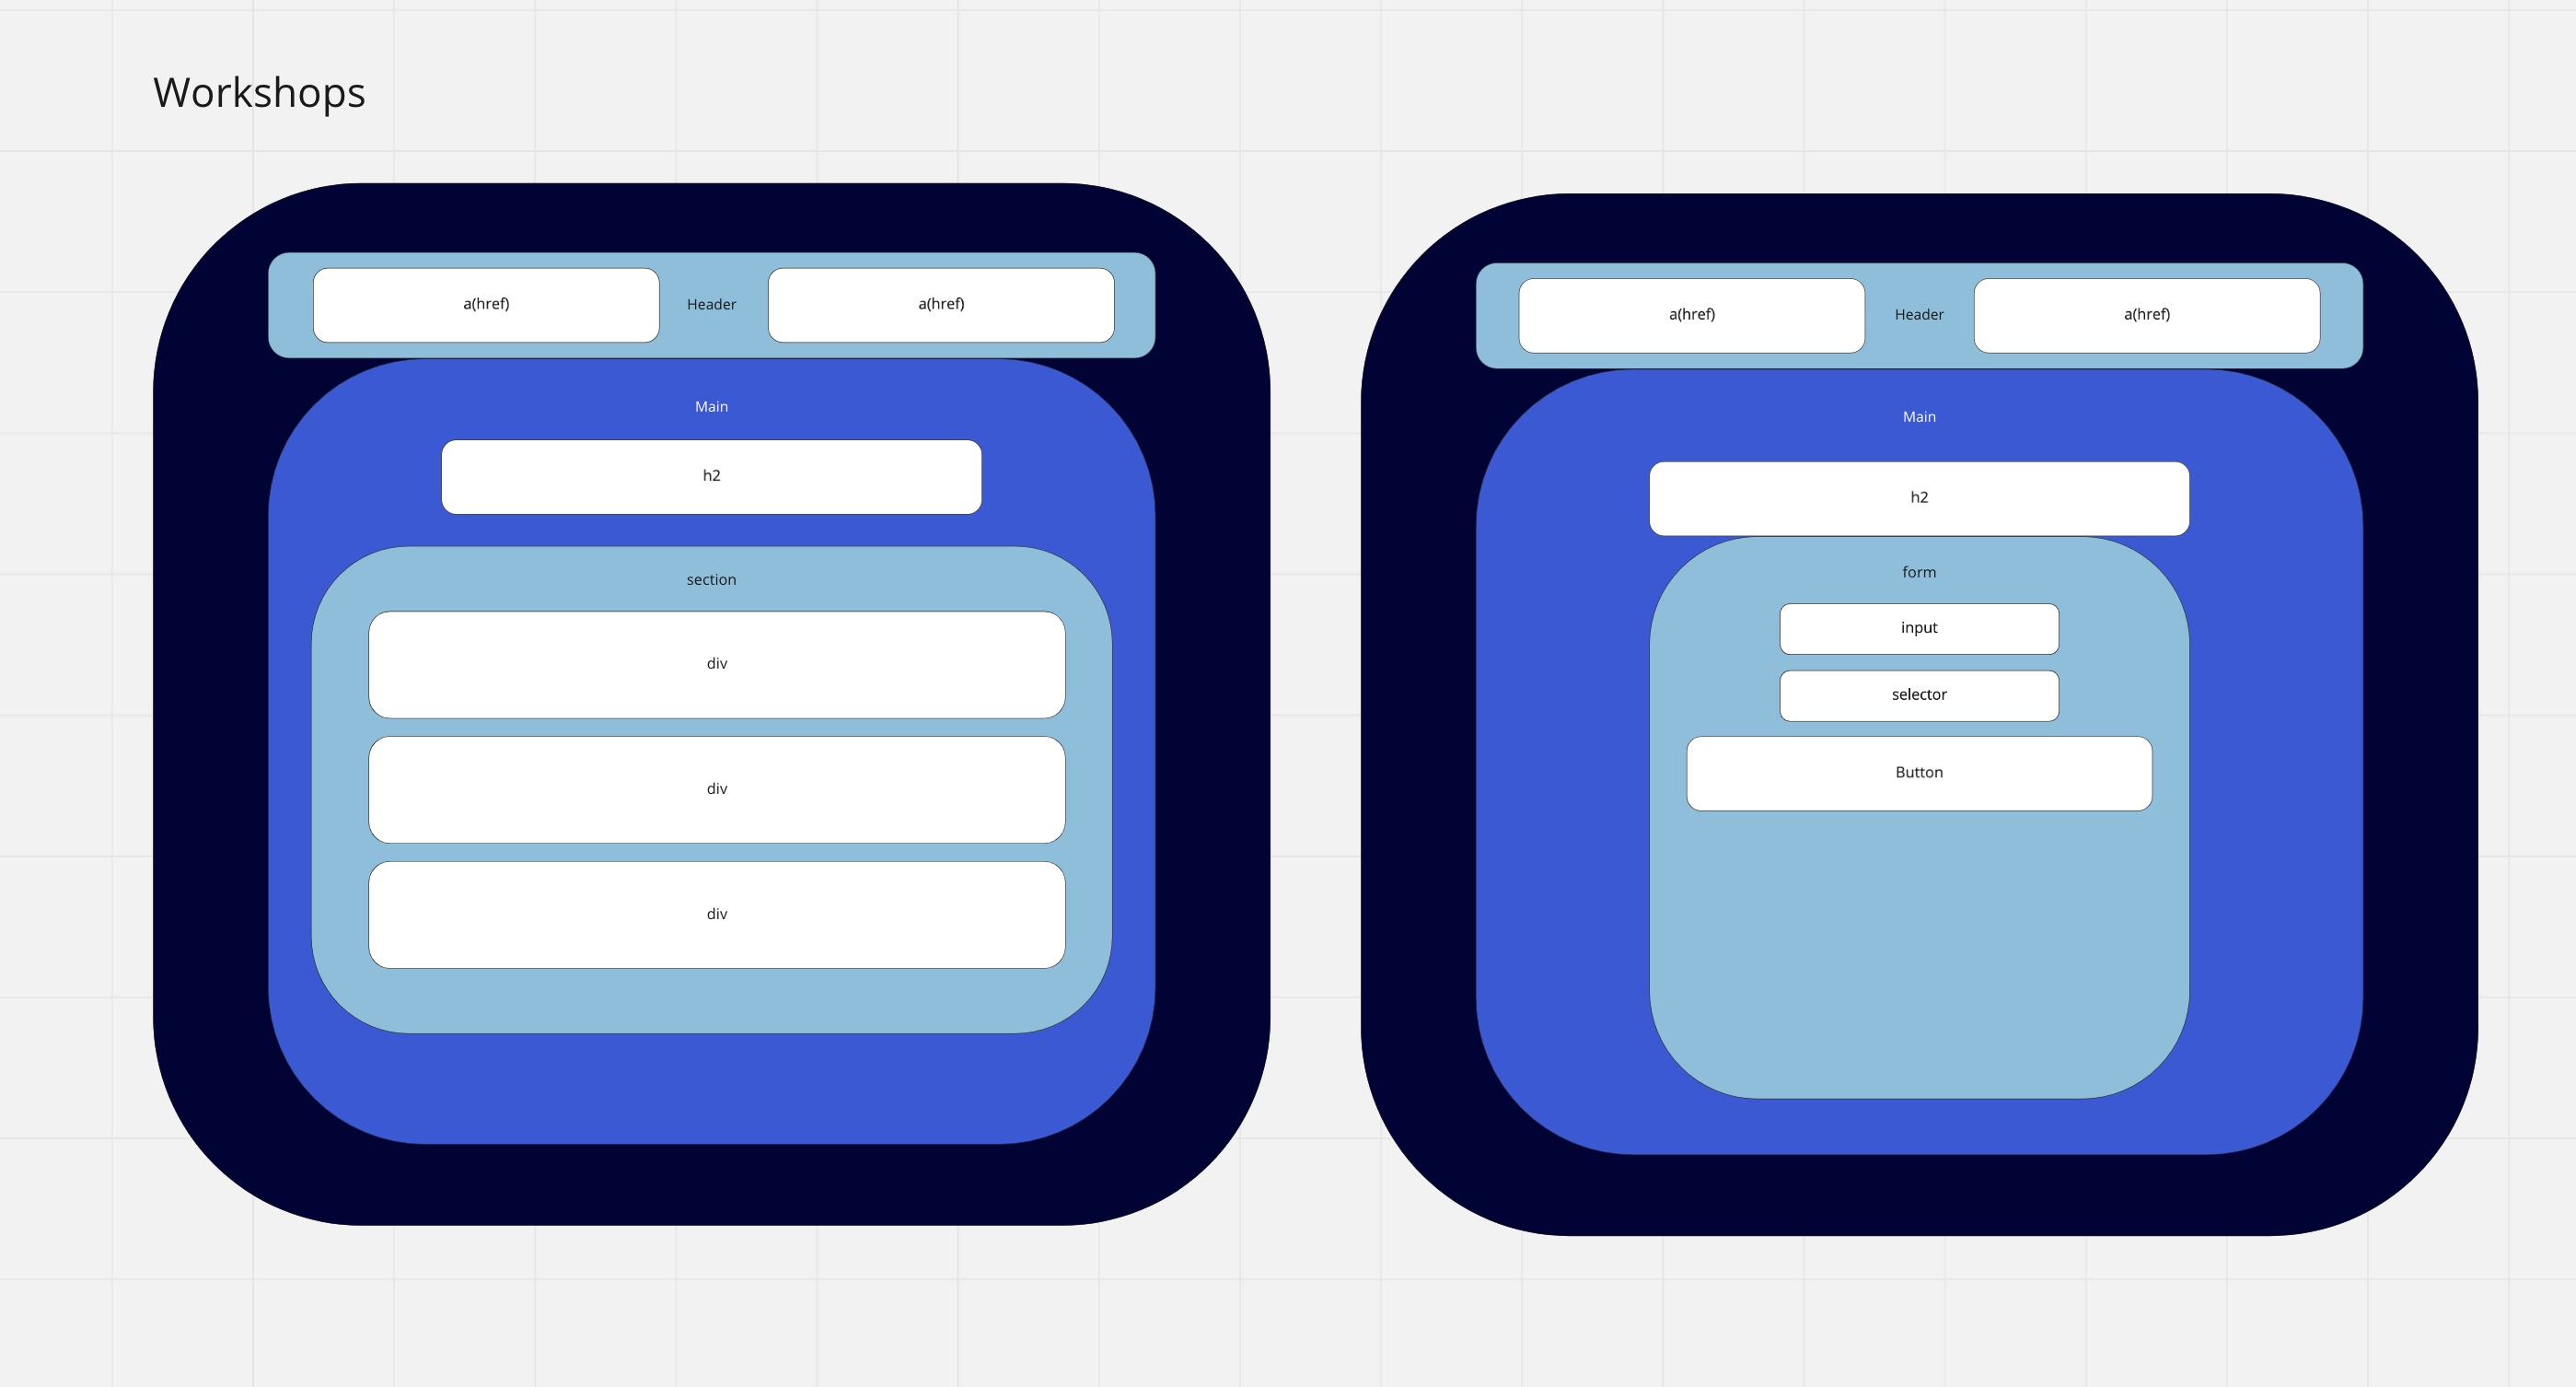 Workshops
a(href)
Header
a(href)
Main
h2
section
div
div
div
a(href)
Header
a(href)
Main
h2
form
input
selector
Button